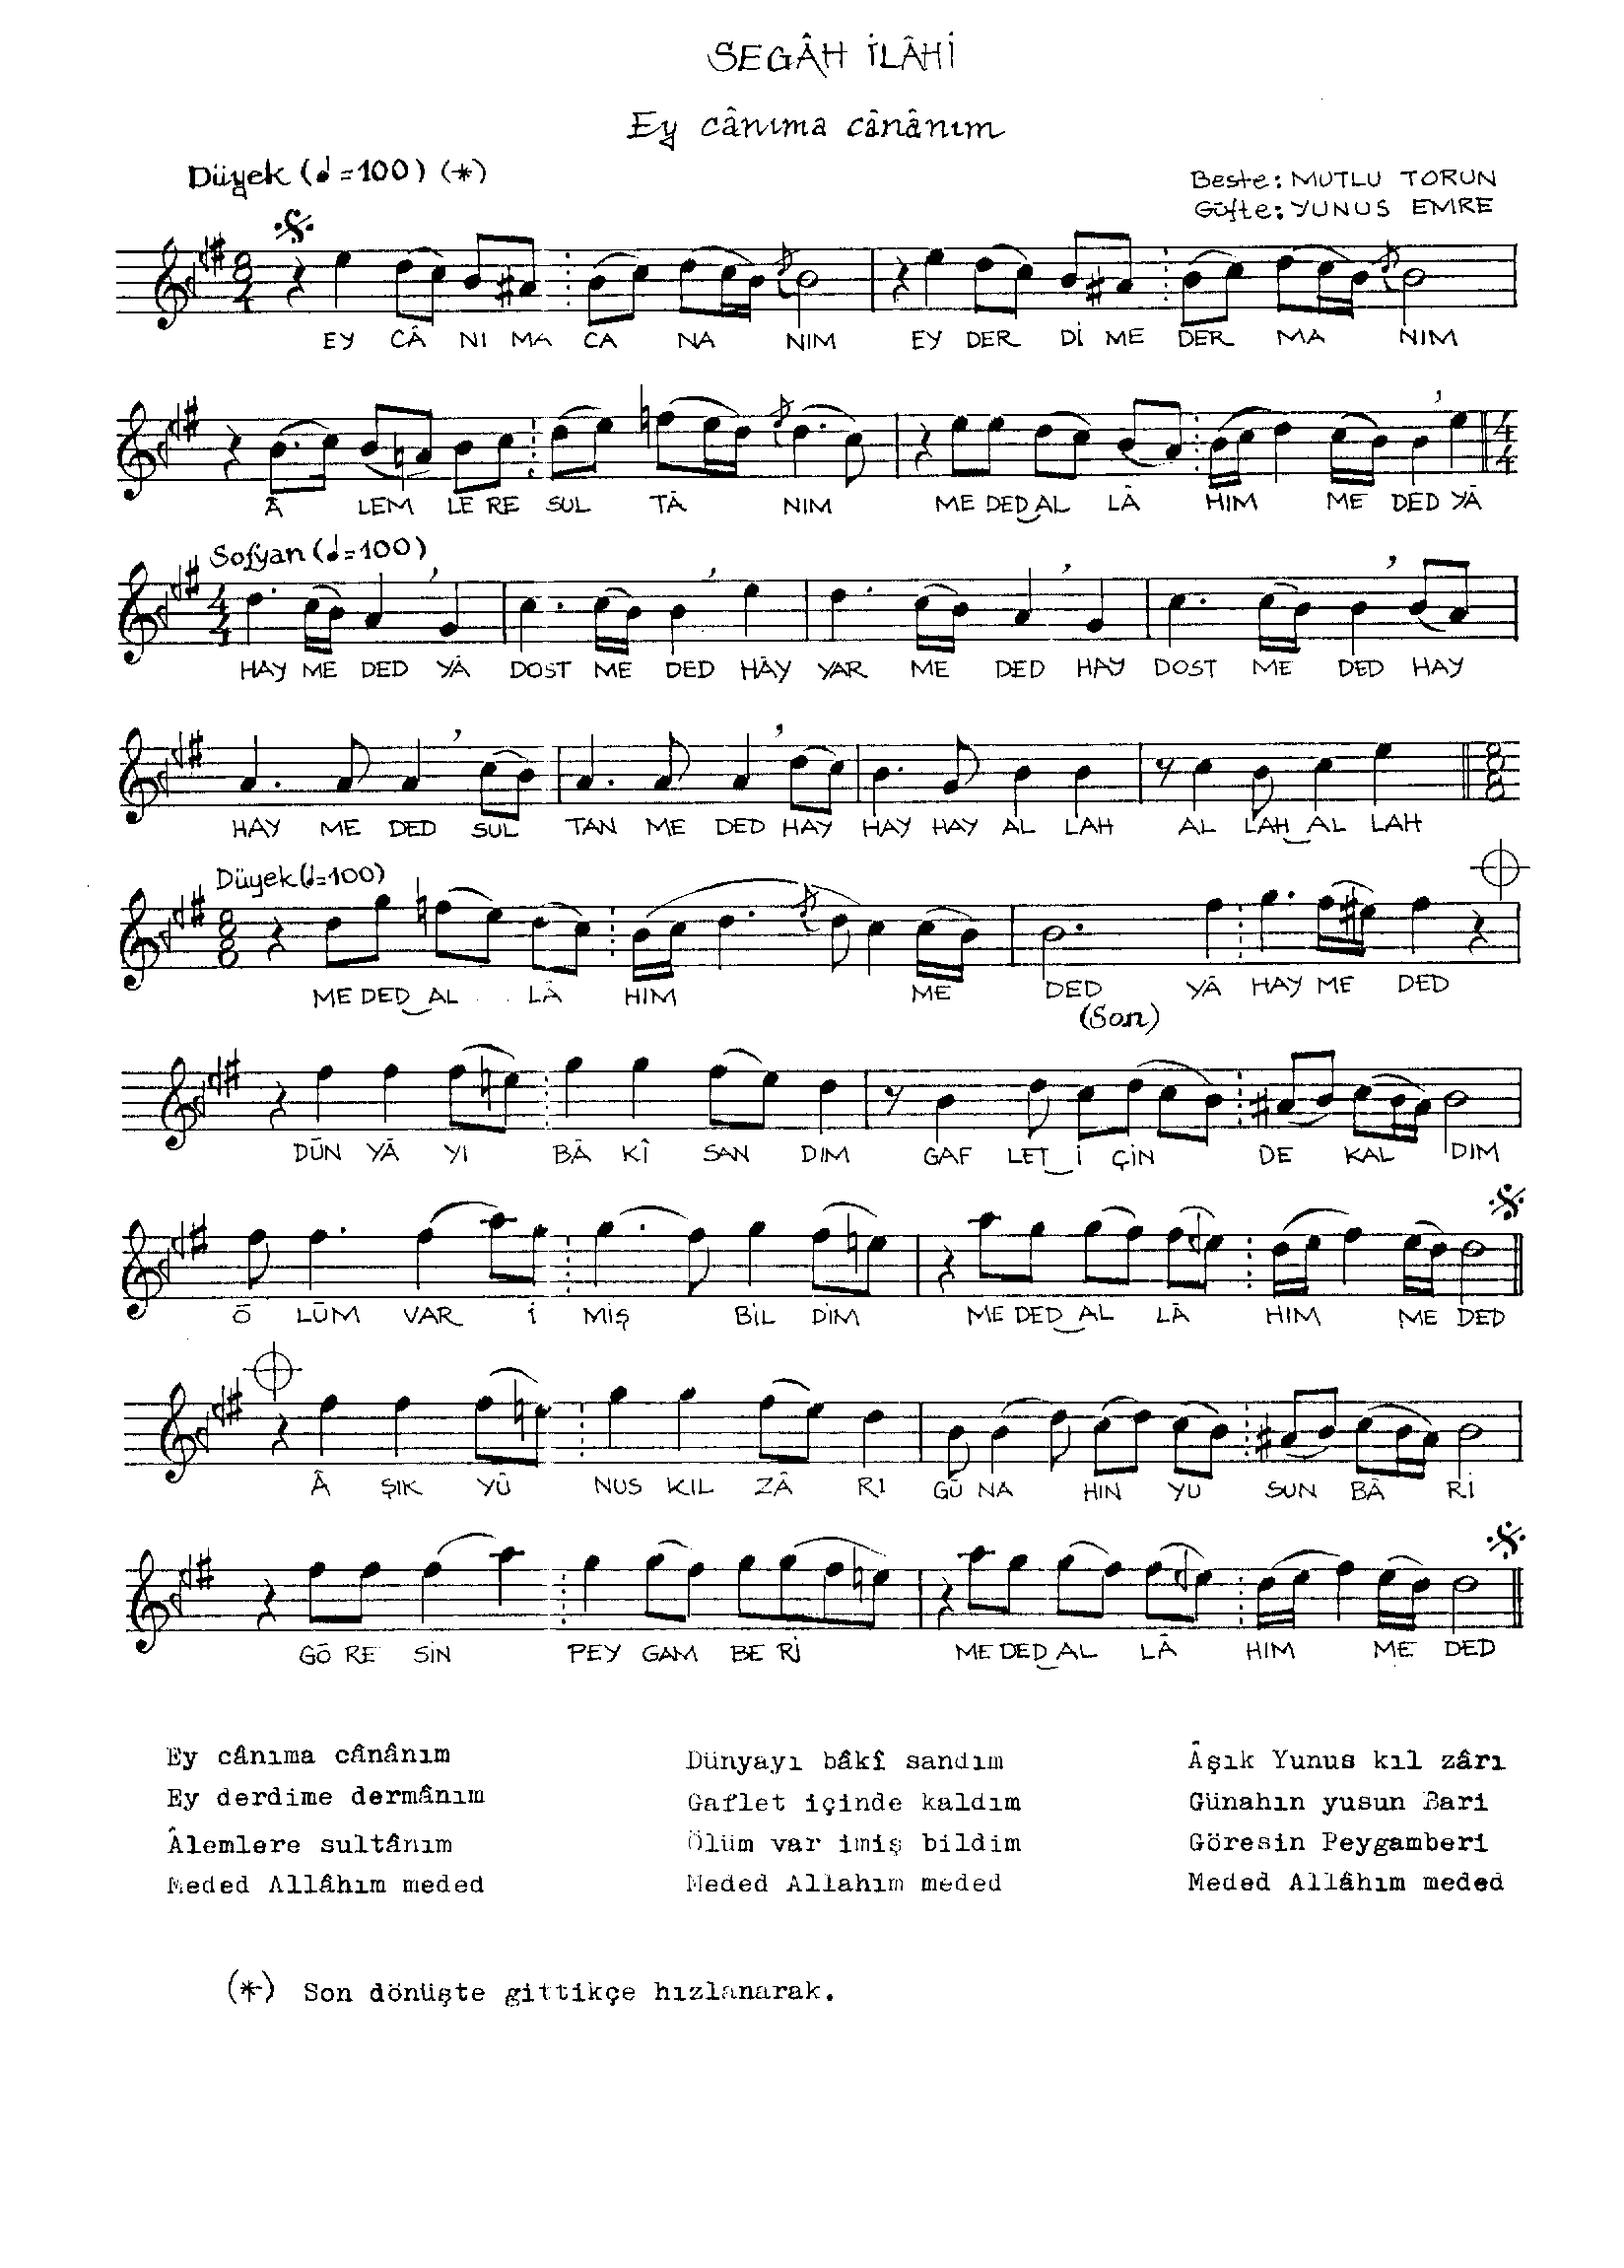 SEGÂH İLÂHİ
Ey cânıma cânânım
Düyek (♩=100) (*)
Beste: MUTLU TORUN
Güfte: YUNUS EMRE
8/4
EY CÂ NI MA CA NA NIM EY DER Dİ ME DER MA NIM
Â LEM LE RE SUL TÂ NIM ME DED AL LÂ HIM ME DED YÂ
4/4
Sofyan (♩=100)
4/4
HAY ME DED YÂ DOST ME DED HÂY YAR ME DED HAY DOST ME DED HAY
HAY ME DED SUL TAN ME DED HAY HAY HAY AL LAH AL LAH AL LAH
Düyek (♩=100)
ME DED AL LÂ HIM ME DED YÂ HAY ME DED
(Son)
DÜN YÂ YI BÂ KÎ SAN DIM GAF LET İ ÇİN DE KAL DIM
Ö LÜM VAR İ MİŞ BİL DİM ME DED AL LÂ HIM ME DED
Â ŞIK YÜ NUS KIL ZÂ RI GÜ NA HIN YU SUN BÂ Rİ
GÖ RE SİN PEY GAM BE Rİ ME DED AL LÂ HIM ME DED
Ey cânıma cânânım
Ey derdime dermânım
Âlemlere sultânım
Meded Allâhım meded
Dünyayı bâkî sandım
Gaflet içinde kaldım
Ölüm var imiş bildim
Meded Allahım meded
Âşık Yunus kıl zârı
Günahın yusun Bari
Göresin Peygamberi
Meded Allâhım meded
(*) Son dönüşte gittikçe hızlanarak.